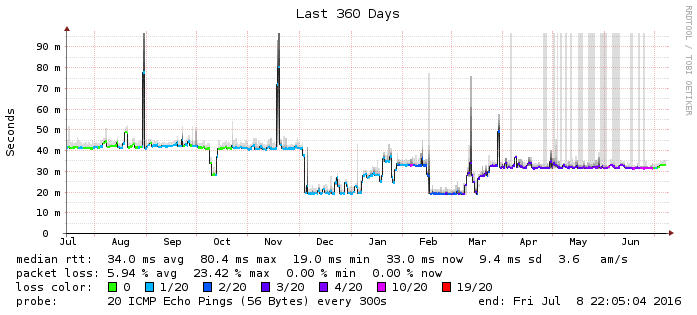 Last 360 Days
RRDTOOL / TOBI OETIKER
Seconds
90 m
80 m
70 m
60 m
50 m
40 m
30 m
20 m
10 m
0
Jul Aug Sep Oct Nov Dec Jan Feb Mar Apr May Jun
median rtt: 34.0 ms avg 80.4 ms max 19.0 ms min 33.0 ms now 9.4 ms sd 3.6 am/s
packet loss: 5.94 % avg 23.42 % max 0.00 % min 0.00 % now
loss color: 0 1/20 2/20 3/20 4/20 10/20 19/20
probe: 20 ICMP Echo Pings (56 Bytes) every 300s end: Fri Jul 8 22:05:04 2016